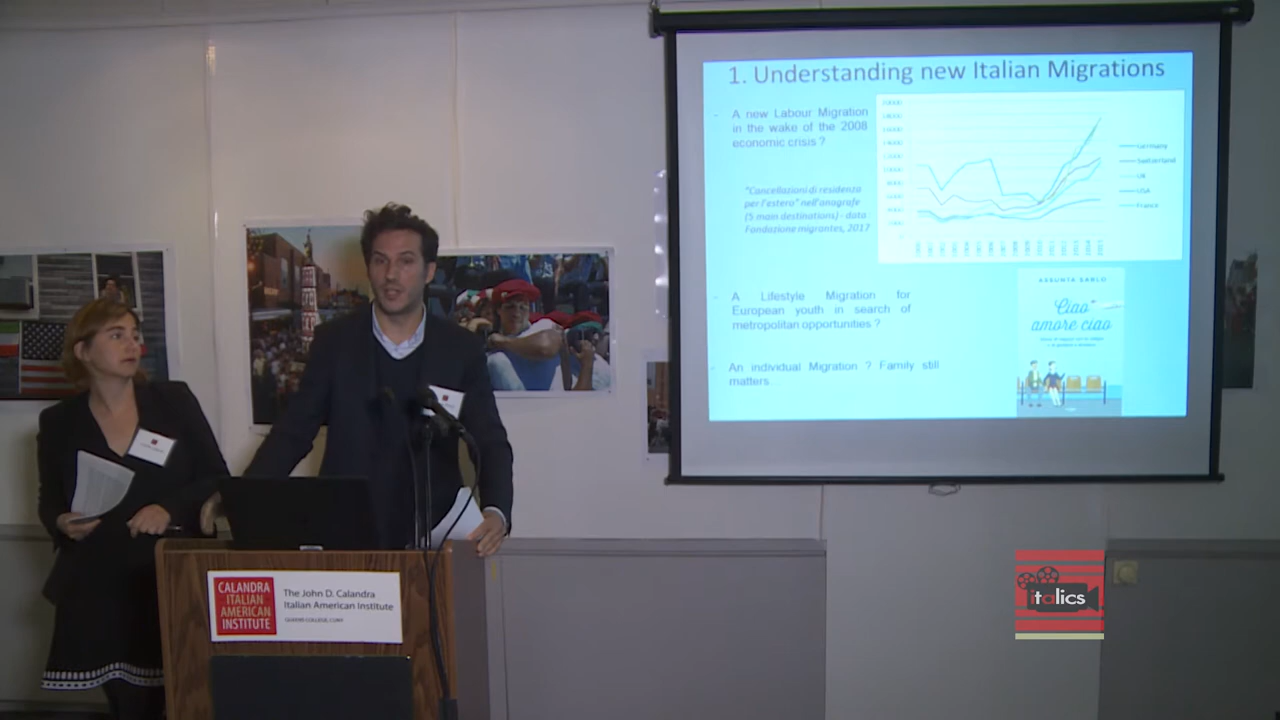 1. Understanding new Italian Migrations
- A new Labour Migration
in the wake of the 2008
economic crisis ?
"Cancellazioni di residenza
per l'estero" nell'anagrafe
(5 main destinations) - data
Fondazione migrantes, 2017
Germany
Switzerland
UK
USA
France
- A Lifestyle Migration for
European youth in search of
metropolitan opportunities ?
- An individual Migration ? Family still
matters.
ASSUNTA SARLO
Ciao
amore ciao
CALANDRA
ITALIAN
AMERICAN
INSTITUTE
The John D. Calandra
Italian American Institute
QUEENS COLLEGE, CUNY
italics